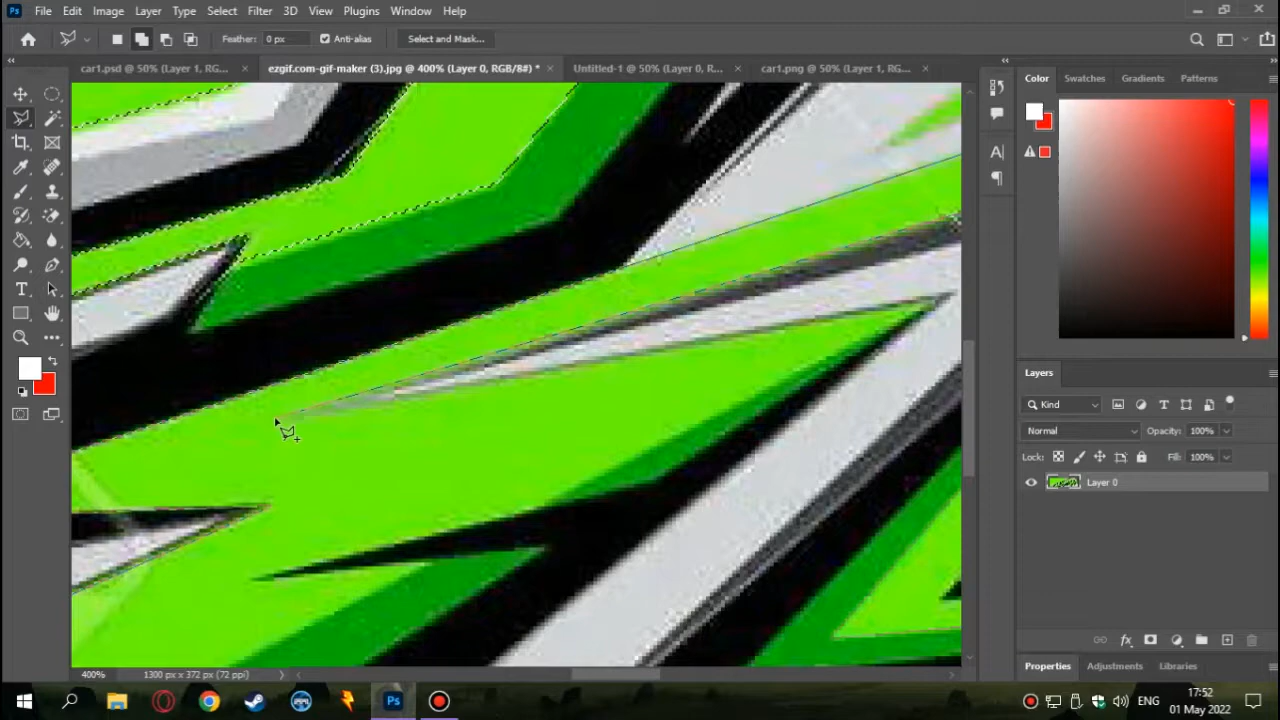 Ps File Edit Image Layer Type Select Filter 3D View Plugins Window Help
Feather: 0 px Anti-alias Select and Mask...
car1.psd @ 50% (Layer 1, RG... × ezgif.com-gif-maker (3).jpg @ 400% (Layer 0, RGB/8#) * × Untitled-1 @ 50% (Layer 0, R... × car1.png @ 50% (Layer 1, RG... ×
Color Swatches Gradients Patterns
Layers
Kind
Normal Opacity: 100%
Lock: Fill: 100%
Layer 0
400% 1300 px x 372 px (72 ppi)
Properties Adjustments Libraries
Ps ENG 17:52
01 May 2022